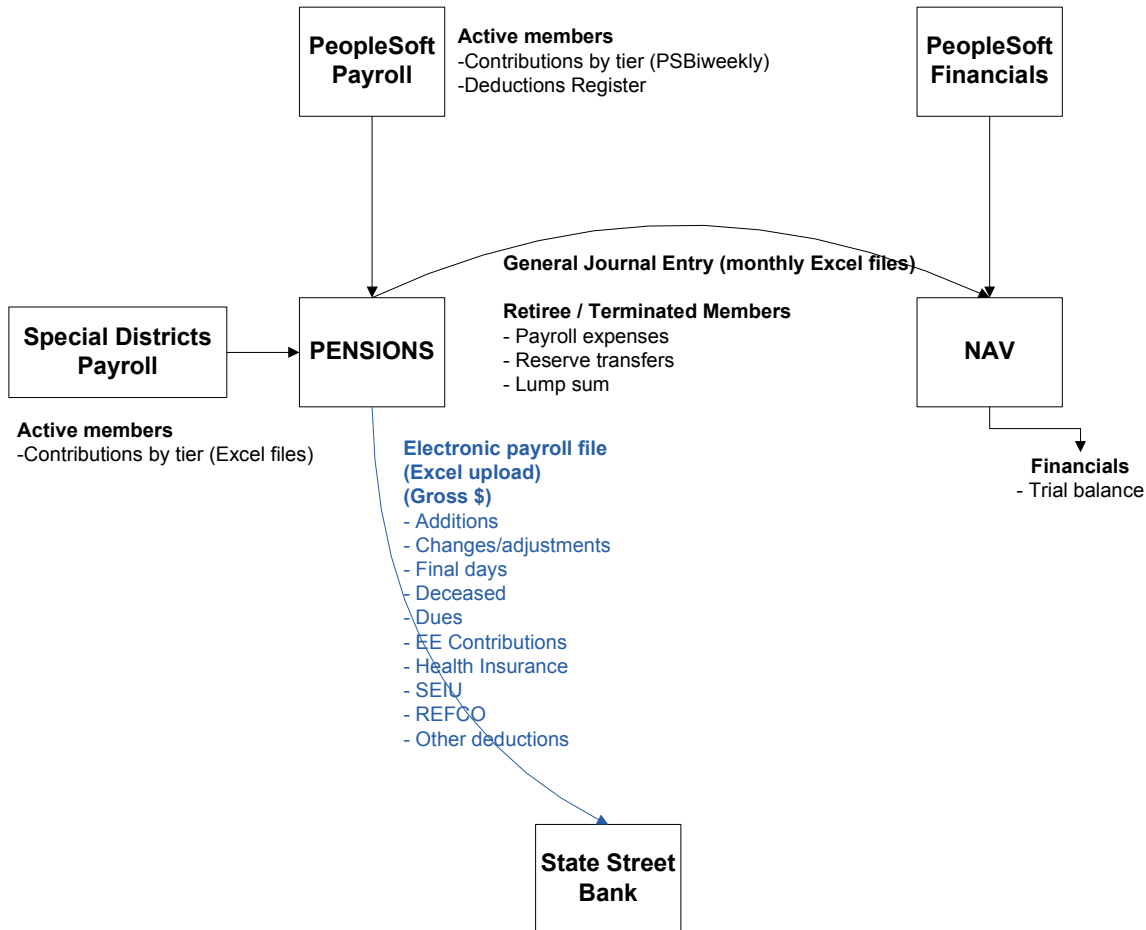 PeopleSoft
Payroll
Active members
-Contributions by tier (PSBiweekly)
-Deductions Register
PeopleSoft
Financials
General Journal Entry (monthly Excel files)
Retiree / Terminated Members
- Payroll expenses
- Reserve transfers
- Lump sum
Special Districts
Payroll
PENSIONS
NAV
Active members
-Contributions by tier (Excel files)
Financials
- Trial balance
Electronic payroll file
(Excel upload)
(Gross $)
- Additions
- Changes/adjustments
- Final days
- Deceased
- Dues
- EE Contributions
- Health Insurance
- SEIU
- REFCO
- Other deductions
State Street
Bank